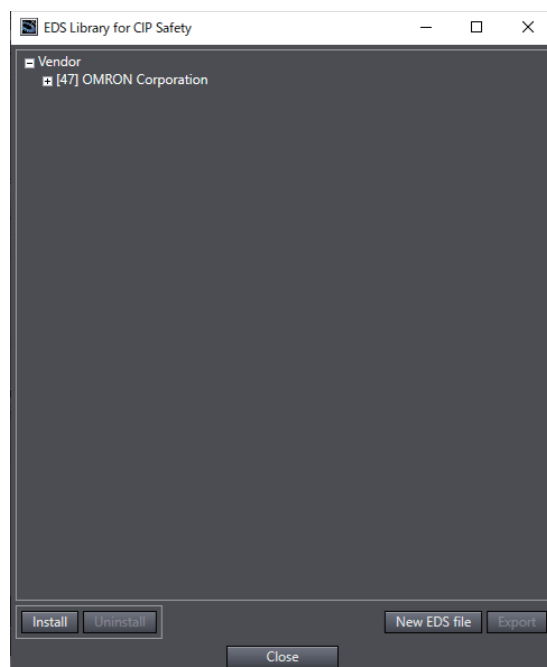 EDS Library for CIP Safety
Vendor
[47] OMRON Corporation
Install Uninstall New EDS file Export
Close